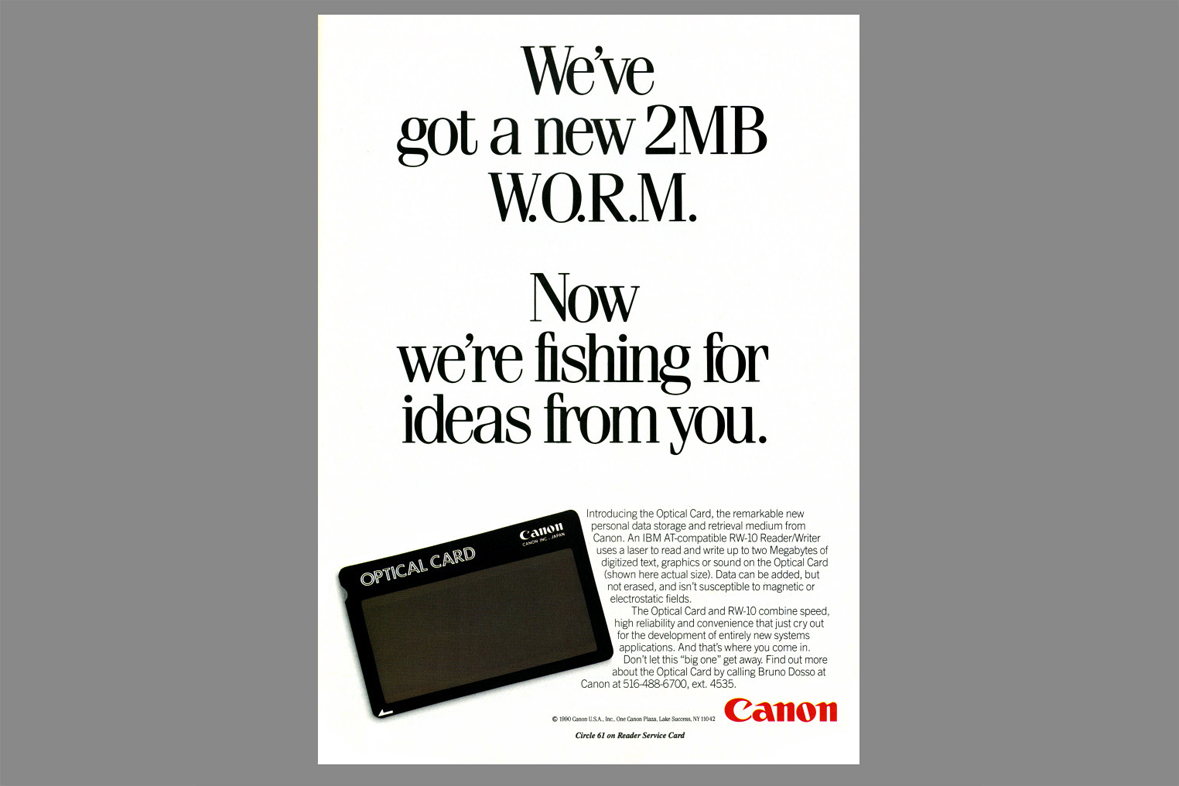 We've
got a new 2MB
W.O.R.M.
Now
we're fishing for
ideas from you.
Introducing the Optical Card, the remarkable new
personal data storage and retrieval medium from
Canon. An IBM AT-compatible RW-10 Reader/Writer
uses a laser to read and write up to two Megabytes of
digitized text, graphics or sound on the Optical Card
(shown here actual size). Data can be added, but
not erased, and isn't susceptible to magnetic or
electrostatic fields.
The Optical Card and RW-10 combine speed,
high reliability and convenience that just cry out
for the development of entirely new systems
applications. And that's where you come in.
Don't let this "big one" get away. Find out more
about the Optical Card by calling Bruno Dosso at
Canon at 516-488-6700, ext. 4535.
Canon
CANON INC., JAPAN
OPTICAL CARD
© 1990 Canon U.S.A., Inc., One Canon Plaza, Lake Success, NY 11042
Canon
Circle 61 on Reader Service Card